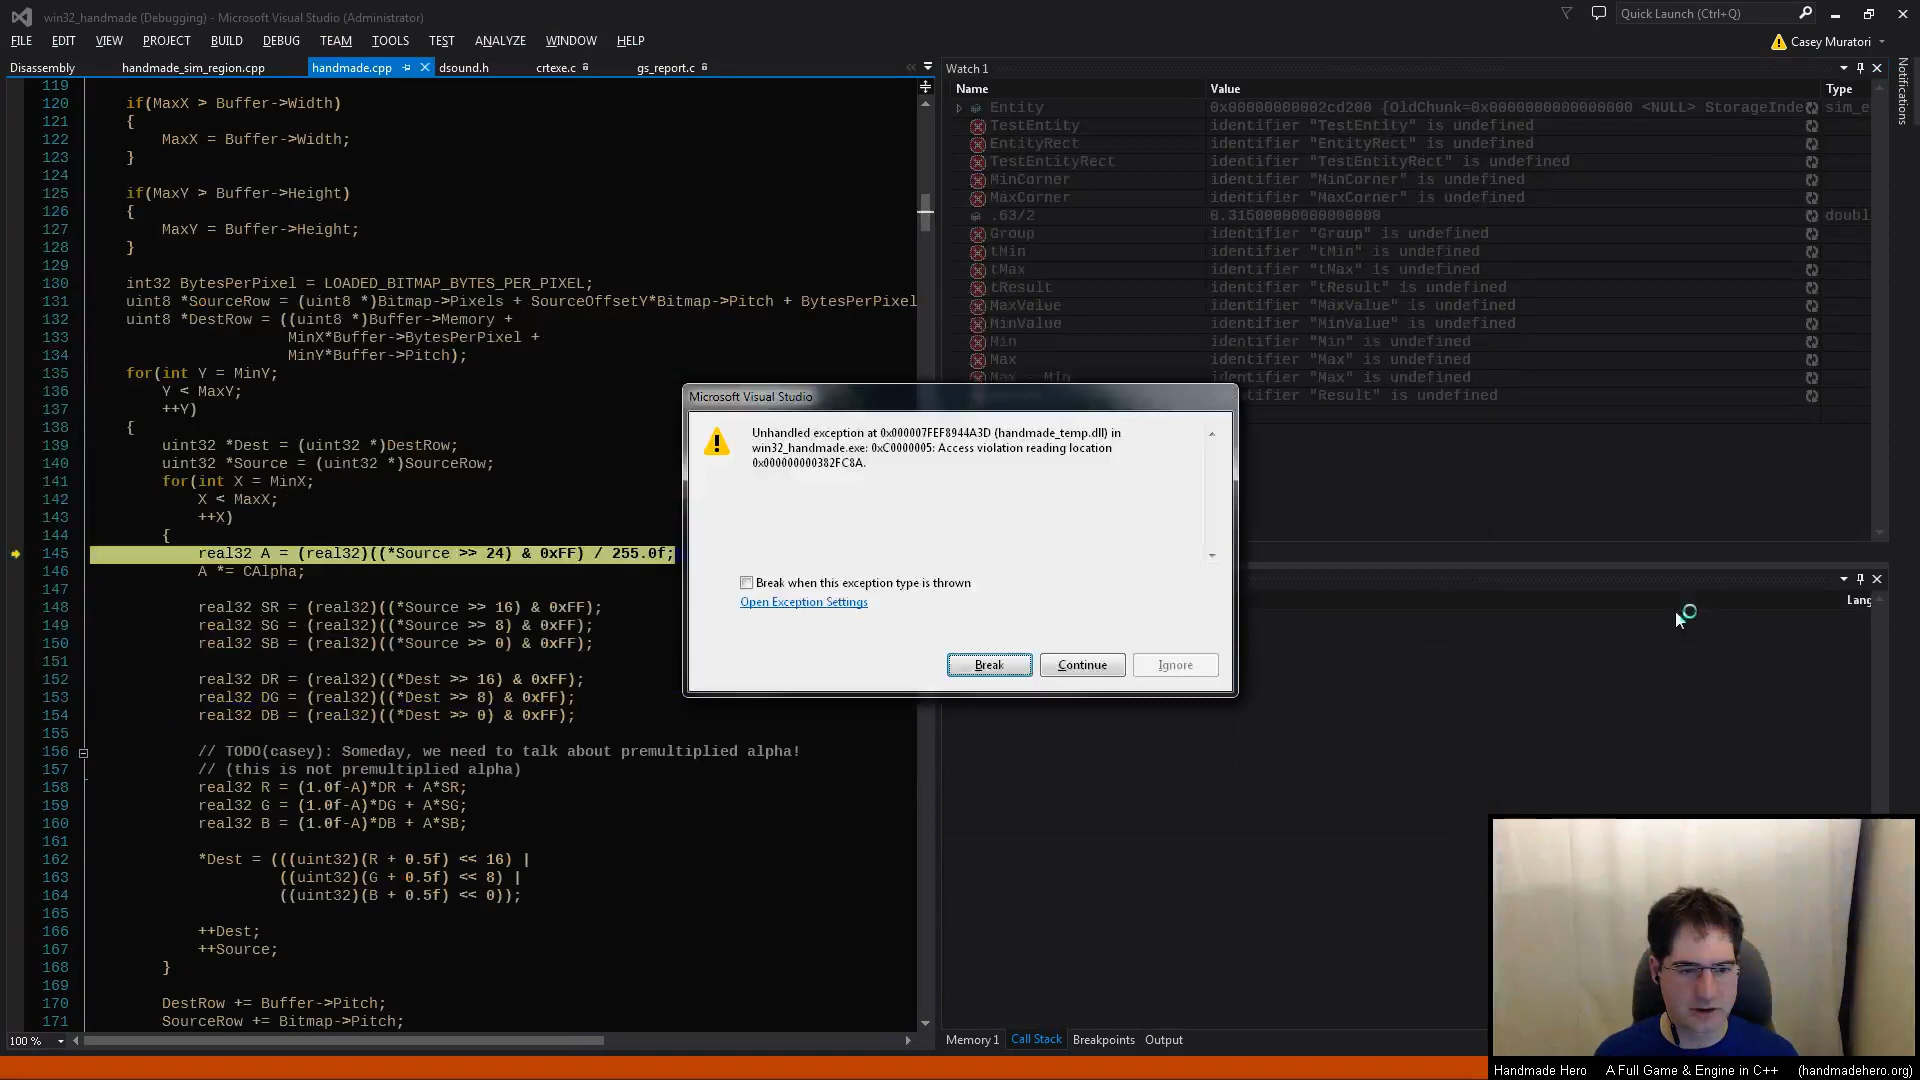 win32_handmade (Debugging) - Microsoft Visual Studio (Administrator)
Quick Launch (Ctrl+Q)
FILE EDIT VIEW PROJECT BUILD DEBUG TEAM TOOLS TEST ANALYZE WINDOW HELP
Casey Muratori
Disassembly handmade_sim_region.cpp handmade.cpp dsound.h crtexe.c gs_report.c
119
120 if(MaxX > Buffer->Width)
121 {
122 MaxX = Buffer->Width;
123 }
124
125 if(MaxY > Buffer->Height)
126 {
127 MaxY = Buffer->Height;
128 }
129
130 int32 BytesPerPixel = LOADED_BITMAP_BYTES_PER_PIXEL;
131 uint8 *SourceRow = (uint8 *)Bitmap->Pixels + SourceOffsetY*Bitmap->Pitch + BytesPerPixel
132 uint8 *DestRow = ((uint8 *)Buffer->Memory +
133 MinX*Buffer->BytesPerPixel +
134 MinY*Buffer->Pitch);
135 for(int Y = MinY;
136 Y < MaxY;
137 ++Y)
138 {
139 uint32 *Dest = (uint32 *)DestRow;
140 uint32 *Source = (uint32 *)SourceRow;
141 for(int X = MinX;
142 X < MaxX;
143 ++X)
144 {
145 real32 A = (real32)((*Source >> 24) & 0xFF) / 255.0f;
146 A *= CAlpha;
147
148 real32 SR = (real32)((*Source >> 16) & 0xFF);
149 real32 SG = (real32)((*Source >> 8) & 0xFF);
150 real32 SB = (real32)((*Source >> 0) & 0xFF);
151
152 real32 DR = (real32)((*Dest >> 16) & 0xFF);
153 real32 DG = (real32)((*Dest >> 8) & 0xFF);
154 real32 DB = (real32)((*Dest >> 0) & 0xFF);
155
156 // TODO(casey): Someday, we need to talk about premultiplied alpha!
157 // (this is not premultiplied alpha)
158 real32 R = (1.0f-A)*DR + A*SR;
159 real32 G = (1.0f-A)*DG + A*SG;
160 real32 B = (1.0f-A)*DB + A*SB;
161
162 *Dest = (((uint32)(R + 0.5f) << 16) |
163 ((uint32)(G + 0.5f) << 8) |
164 ((uint32)(B + 0.5f) << 0));
165
166 ++Dest;
167 ++Source;
168 }
169
170 DestRow += Buffer->Pitch;
171 SourceRow += Bitmap->Pitch;
100 %
Watch 1
Name Value Type
Entity 0x00000000002cd200 {OldChunk=0x0000000000000000 <NULL> StorageInde sim_e
TestEntity identifier "TestEntity" is undefined
EntityRect identifier "EntityRect" is undefined
TestEntityRect identifier "TestEntityRect" is undefined
MinCorner identifier "MinCorner" is undefined
MaxCorner identifier "MaxCorner" is undefined
.63/2 0.31500000000000000 doubl
Group identifier "Group" is undefined
tMin identifier "tMin" is undefined
tMax identifier "tMax" is undefined
tResult identifier "tResult" is undefined
MaxValue identifier "MaxValue" is undefined
MinValue identifier "MinValue" is undefined
Min identifier "Min" is undefined
Max identifier "Max" is undefined
Max - Min identifier "Max" is undefined
ntifier "Result" is undefined
Notifications
Microsoft Visual Studio
Unhandled exception at 0x000007FEF8944A3D (handmade_temp.dll) in
win32_handmade.exe: 0xC0000005: Access violation reading location
0x000000000382FC8A.
Break when this exception type is thrown
Open Exception Settings
Break Continue Ignore
Lang
Memory 1 Call Stack Breakpoints Output
Handmade Hero A Full Game & Engine in C++ (handmadehero.org)